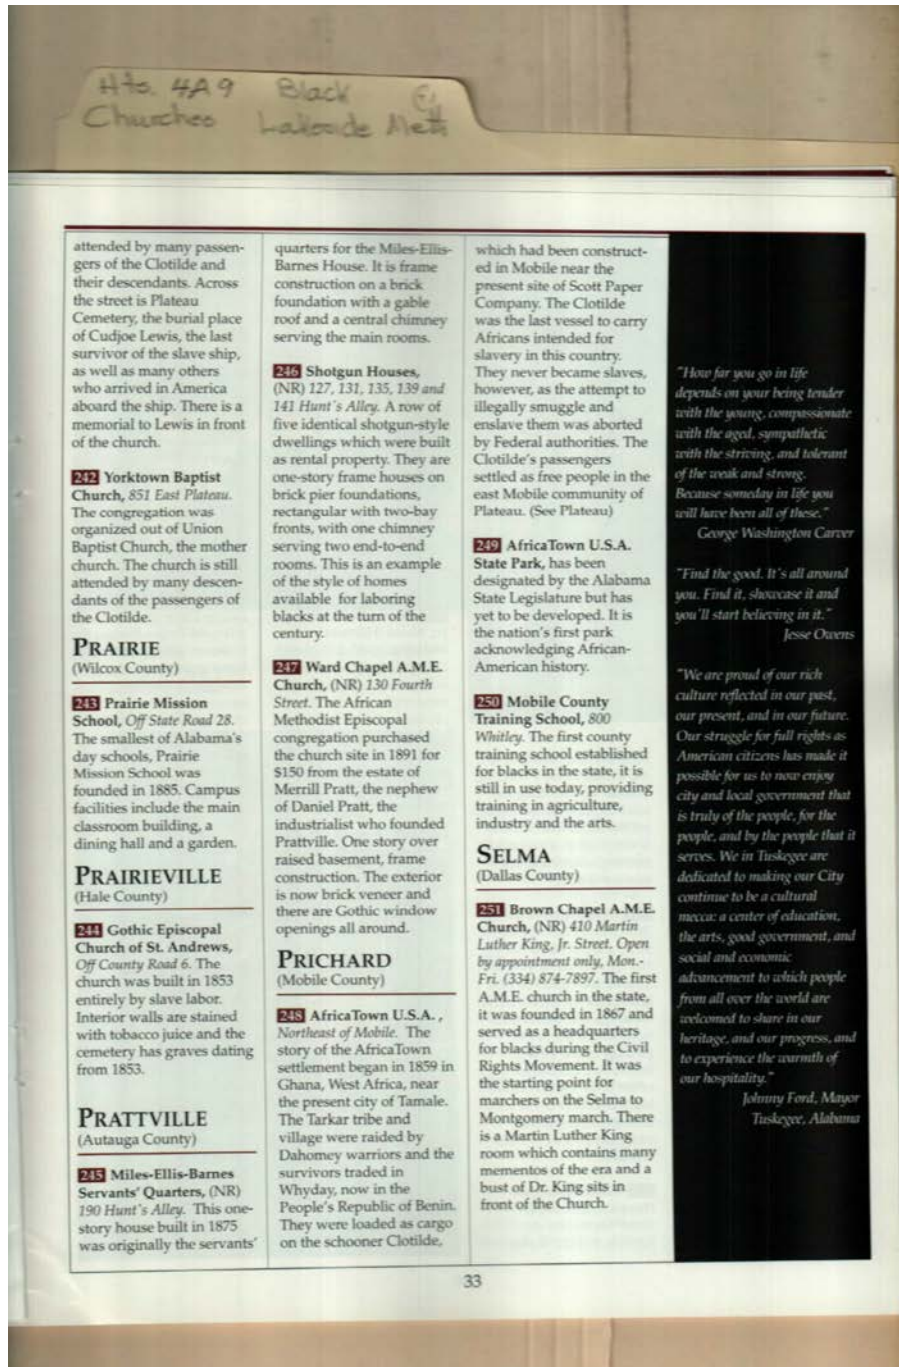 Hts. 4A9 Black
Churches Lakeside Meth
attended by many passen-
gers of the Clotilde and
their descendants. Across
the street is Plateau
Cemetery, the burial place
of Cudjoe Lewis, the last
survivor of the slave ship,
as well as many others
who arrived in America
aboard the ship. There is a
memorial to Lewis in front
of the church.
242 Yorktown Baptist
Church, 851 East Plateau.
The congregation was
organized out of Union
Baptist Church, the mother
church. The church is still
attended by many descen-
dants of the passengers of
the Clotilde.
PRAIRIE
(Wilcox County)
243 Prairie Mission
School, Off State Road 28.
The smallest of Alabama's
day schools, Prairie
Mission School was
founded in 1885. Campus
facilities include the main
classroom building, a
dining hall and a garden.
PRAIRIEVILLE
(Hale County)
244 Gothic Episcopal
Church of St. Andrews,
Off County Road 6. The
church was built in 1853
entirely by slave labor.
Interior walls are stained
with tobacco juice and the
cemetery has graves dating
from 1853.
PRATTVILLE
(Autauga County)
245 Miles-Ellis-Barnes
Servants' Quarters, (NR)
190 Hunt's Alley. This one-
story house built in 1875
was originally the servants'
quarters for the Miles-Ellis-
Barnes House. It is frame
construction on a brick
foundation with a gable
roof and a central chimney
serving the main rooms.
246 Shotgun Houses,
(NR) 127, 131, 135, 139 and
141 Hunt's Alley. A row of
five identical shotgun-style
dwellings which were built
as rental property. They are
one-story frame houses on
brick pier foundations,
rectangular with two-bay
fronts, with one chimney
serving two end-to-end
rooms. This is an example
of the style of homes
available for laboring
blacks at the turn of the
century.
247 Ward Chapel A.M.E.
Church, (NR) 130 Fourth
Street. The African
Methodist Episcopal
congregation purchased
the church site in 1891 for
$150 from the estate of
Merrill Pratt, the nephew
of Daniel Pratt, the
industrialist who founded
Prattville. One story over
raised basement, frame
construction. The exterior
is now brick veneer and
there are Gothic window
openings all around.
PRICHARD
(Mobile County)
248 AfricaTown U.S.A. ,
Northeast of Mobile. The
story of the AfricaTown
settlement began in 1859 in
Ghana, West Africa, near
the present city of Tamale.
The Tarkar tribe and
village were raided by
Dahomey warriors and the
survivors traded in
Whyday, now in the
People's Republic of Benin.
They were loaded as cargo
on the schooner Clotilde,
which had been construct-
ed in Mobile near the
present site of Scott Paper
Company. The Clotilde
was the last vessel to carry
Africans intended for
slavery in this country.
They never became slaves,
however, as the attempt to
illegally smuggle and
enslave them was aborted
by Federal authorities. The
Clotilde's passengers
settled as free people in the
east Mobile community of
Plateau. (See Plateau)
249 AfricaTown U.S.A.
State Park, has been
designated by the Alabama
State Legislature but has
yet to be developed. It is
the nation's first park
acknowledging African-
American history.
250 Mobile County
Training School, 800
Whitley. The first county
training school established
for blacks in the state, it is
still in use today, providing
training in agriculture,
industry and the arts.
SELMA
(Dallas County)
251 Brown Chapel A.M.E.
Church, (NR) 410 Martin
Luther King, Jr. Street. Open
by appointment only, Mon.-
Fri. (334) 874-7897. The first
A.M.E. church in the state,
it was founded in 1867 and
served as a headquarters
for blacks during the Civil
Rights Movement. It was
the starting point for
marchers on the Selma to
Montgomery march. There
is a Martin Luther King
room which contains many
mementos of the era and a
bust of Dr. King sits in
front of the Church.
"How far you go in life
depends on your being tender
with the young, compassionate
with the aged, sympathetic
with the striving, and tolerant
of the weak and strong.
Because someday in life you
will have been all of these."
George Washington Carver
"Find the good. It's all around
you. Find it, showcase it and
you'll start believing in it."
Jesse Owens
"We are proud of our rich
culture reflected in our past,
our present, and in our future.
Our struggle for full rights as
American citizens has made it
possible for us to now enjoy
city and local government that
is truly of the people, for the
people, and by the people that it
serves. We in Tuskegee are
dedicated to making our City
continue to be a cultural
mecca: a center of education,
the arts, good government, and
social and economic
advancement to which people
from all over the world are
welcomed to share in our
heritage, and our progress, and
to experience the warmth of
our hospitality."
Johnny Ford, Mayor
Tuskegee, Alabama
33